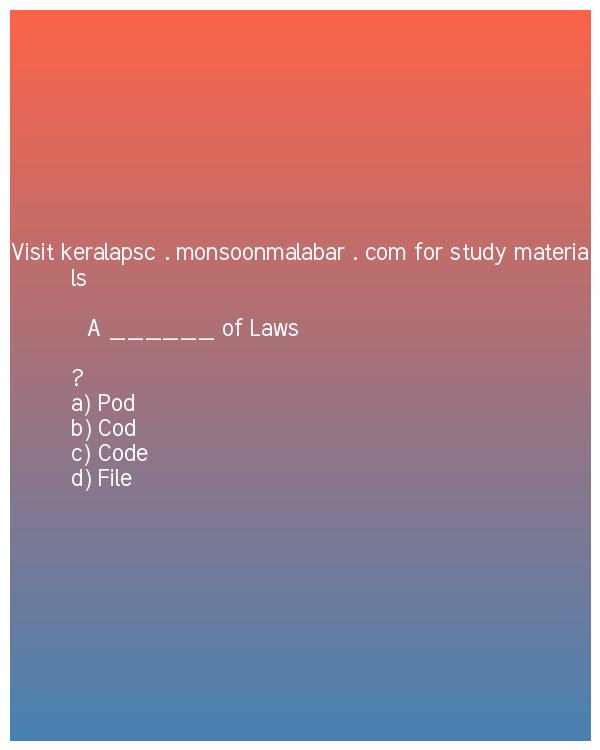 Visit keralapsc . monsoonmalabar . com for study materia
ls
A ______ of Laws
?
a) Pod
b) Cod
c) Code
d) File